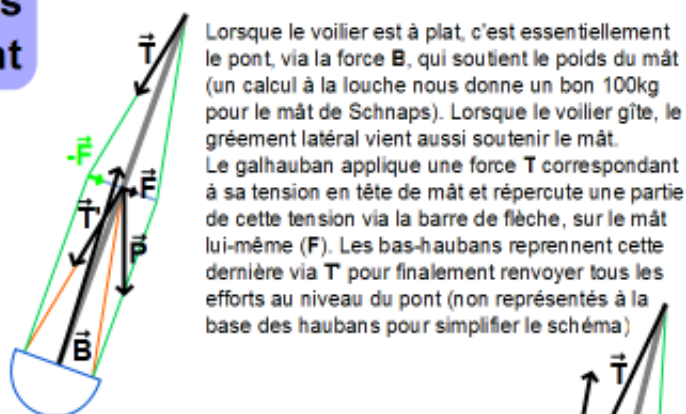 s
nt
Lorsque le voilier est à plat, c'est essentiellement
le pont, via la force B, qui soutient le poids du mât
(un calcul à la louche nous donne un bon 100kg
pour le mât de Schnaps). Lorsque le voilier gîte, le
gréement latéral vient aussi soutenir le mât.
Le galhauban applique une force T correspondant
à sa tension en tête de mât et répercute une partie
de cette tension via la barre de flèche, sur le mât
lui-même (F). Les bas-haubans reprennent cette
dernière via T' pour finalement renvoyer tous les
efforts au niveau du pont (non représentés à la
base des haubans pour simplifier le schéma)
T
-F
F
T'
P
B
T